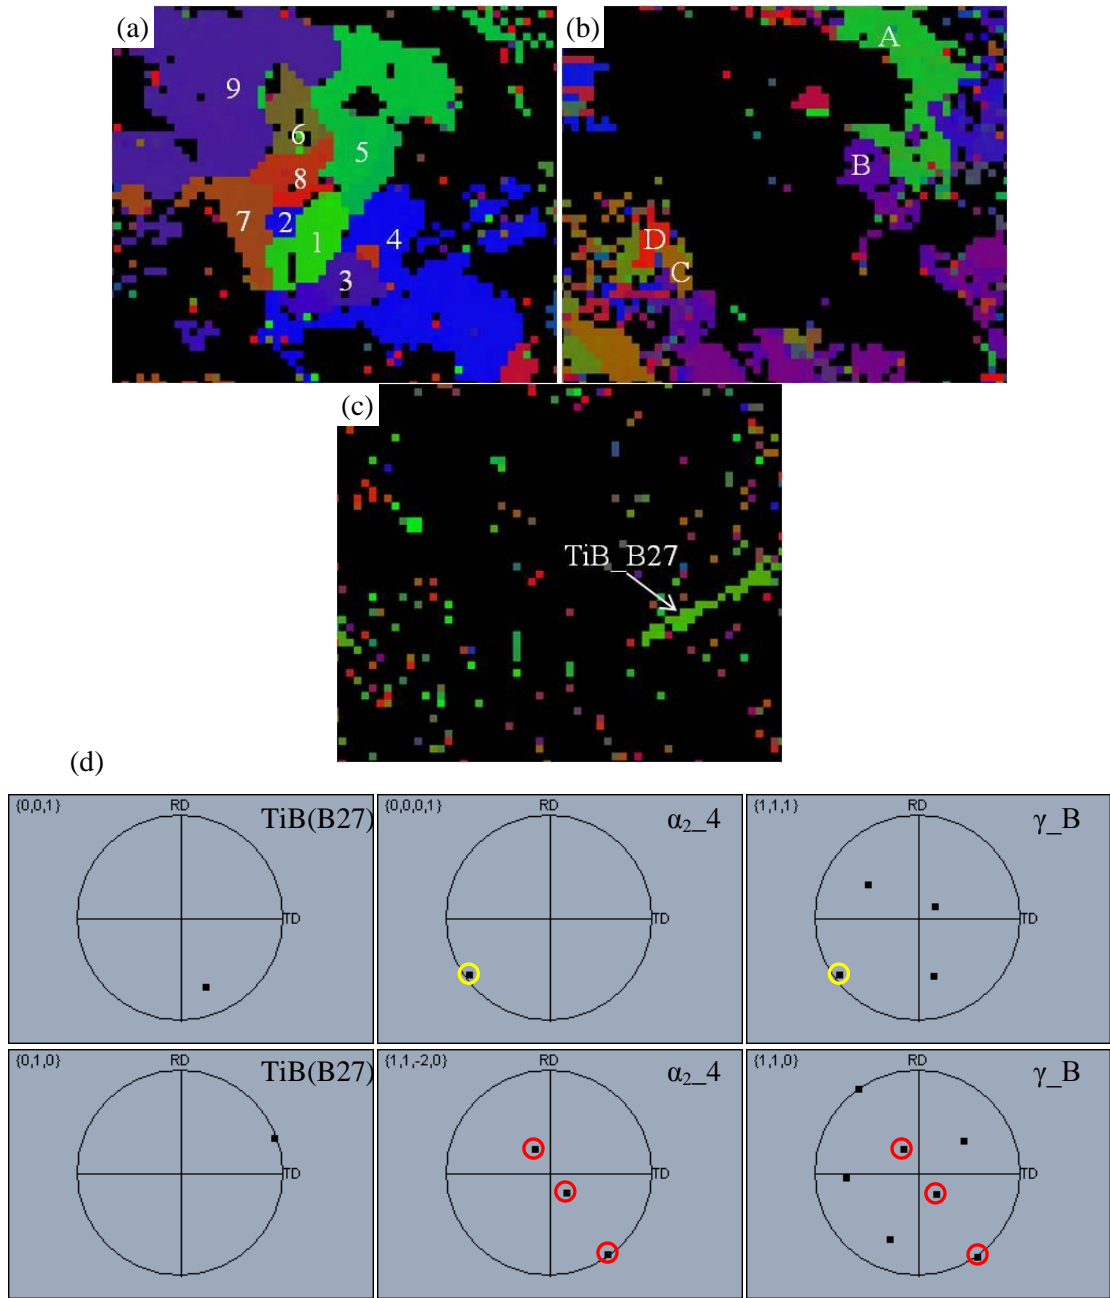 (a)
9
6
5
8
7
2
1
4
3
(b)
A
B
D
C
(c)
TiB_B27
(d)
{0,0,1}
RD
TiB(B27)
TD
{0,0,0,1}
RD
α₂_4
TD
{1,1,1}
RD
γ_B
TD
{0,1,0}
RD
TiB(B27)
TD
{1,1,-2,0}
RD
α₂_4
TD
{1,1,0}
RD
γ_B
TD